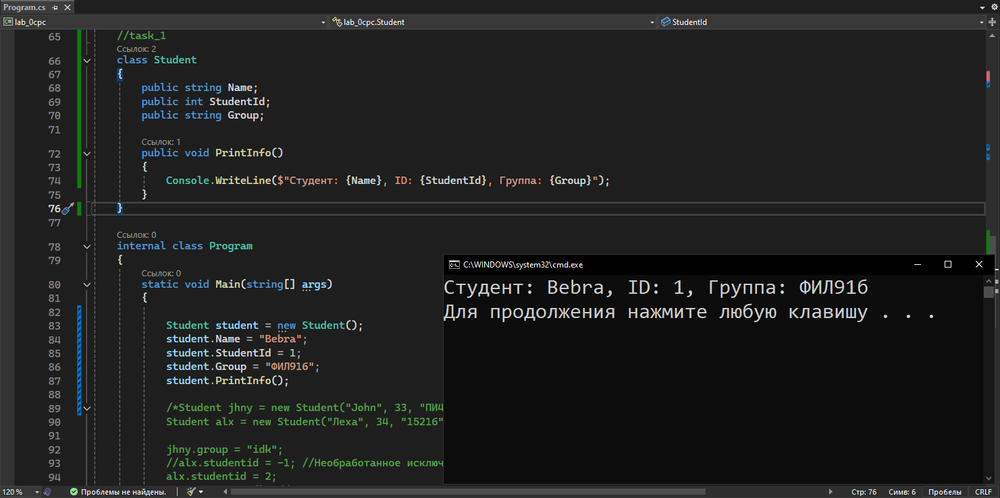 Program.cs
lab_0cpc
lab_0cpc.Student
StudentId
65 //task_1
Ссылок: 2
66 class Student
67 {
68 public string Name;
69 public int StudentId;
70 public string Group;
71
Ссылок: 1
72 public void PrintInfo()
73 {
74 Console.WriteLine($"Студент: {Name}, ID: {StudentId}, Группа: {Group}");
75 }
76 }
77
Ссылок: 0
78 internal class Program
79 {
Ссылок: 0
80 static void Main(string[] args)
81 {
82
83 Student student = new Student();
84 student.Name = "Bebra";
85 student.StudentId = 1;
86 student.Group = "ФИЛ91б";
87 student.PrintInfo();
88
89 /*Student jhny = new Student("John", 33, "ПИ4
90 Student alx = new Student("Леха", 34, "1521б"
91
92 jhny.group = "idk";
93 //alx.studentid = -1; //Необработанное исключ
94 alx.studentid = 2;
C:\WINDOWS\system32\cmd.exe
Студент: Bebra, ID: 1, Группа: ФИЛ91б
Для продолжения нажмите любую клавишу . . .
120 %
Проблемы не найдены.
Стр: 76
Симв: 6
Пробелы
CRLF